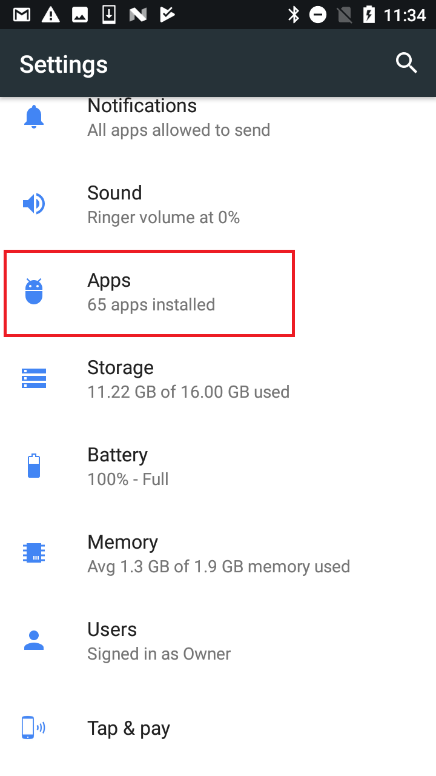 11:34
Settings
Notifications
All apps allowed to send
Sound
Ringer volume at 0%
Apps
65 apps installed
Storage
11.22 GB of 16.00 GB used
Battery
100% - Full
Memory
Avg 1.3 GB of 1.9 GB memory used
Users
Signed in as Owner
Tap & pay